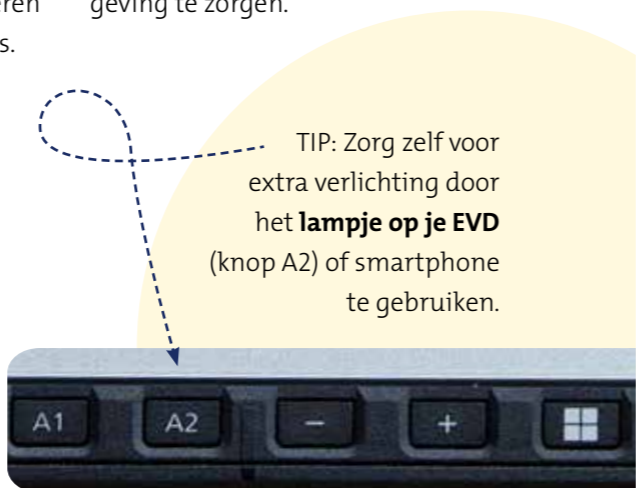 eren geving te zorgen.
s.
TIP: Zorg zelf voor
extra verlichting door
het lampje op je EVD
(knop A2) of smartphone
te gebruiken.
A1 A2 − +